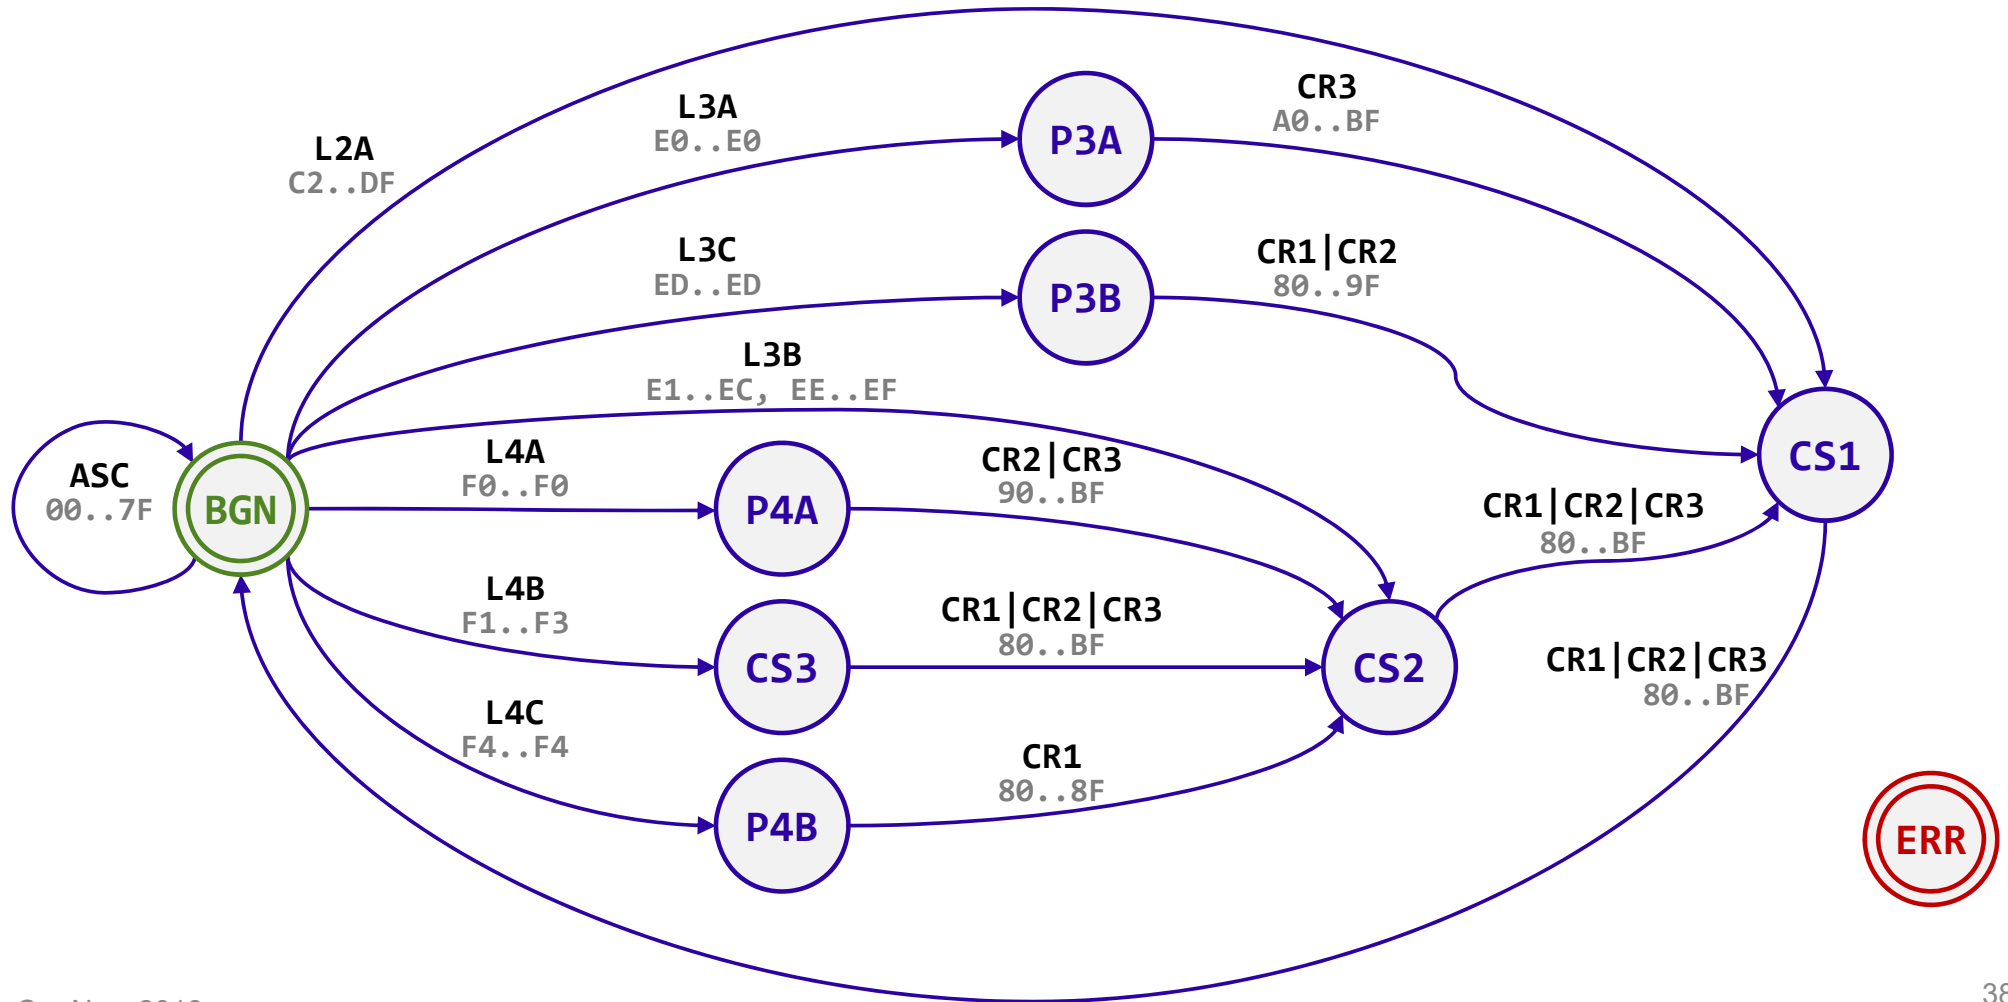 L2A
C2..DF
L3A
E0..E0
P3A
CR3
A0..BF
L3C
ED..ED
P3B
CR1|CR2
80..9F
L3B
E1..EC, EE..EF
ASC
00..7F
BGN
L4A
F0..F0
P4A
CR2|CR3
90..BF
CS1
CR1|CR2|CR3
80..BF
L4B
F1..F3
CS3
CR1|CR2|CR3
80..BF
CS2
CR1|CR2|CR3
80..BF
L4C
F4..F4
P4B
CR1
80..8F
ERR
38